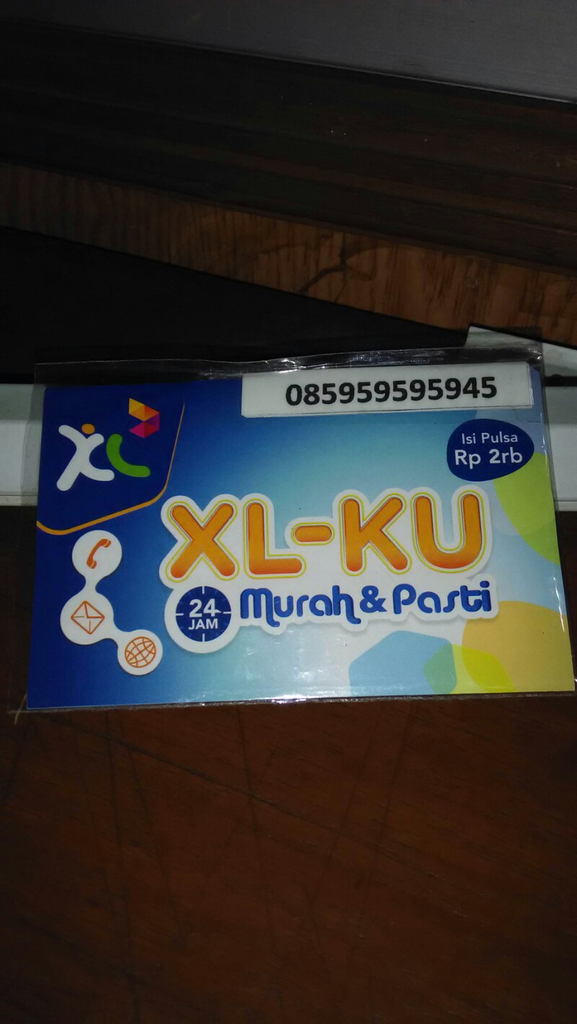 085959595945
XL
Isi Pulsa
Rp 2rb
XL-KU
24
JAM
Murah & Pasti